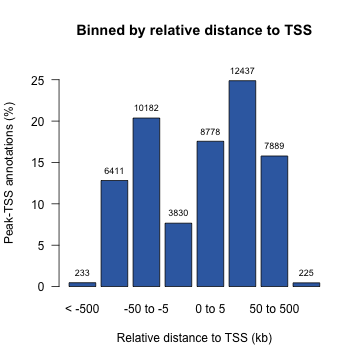 Binned by relative distance to TSS
Peak-TSS annotations (%)
25
20
15
10
5
0
233
6411
10182
3830
8778
12437
7889
225
< -500
-50 to -5
0 to 5
50 to 500
Relative distance to TSS (kb)